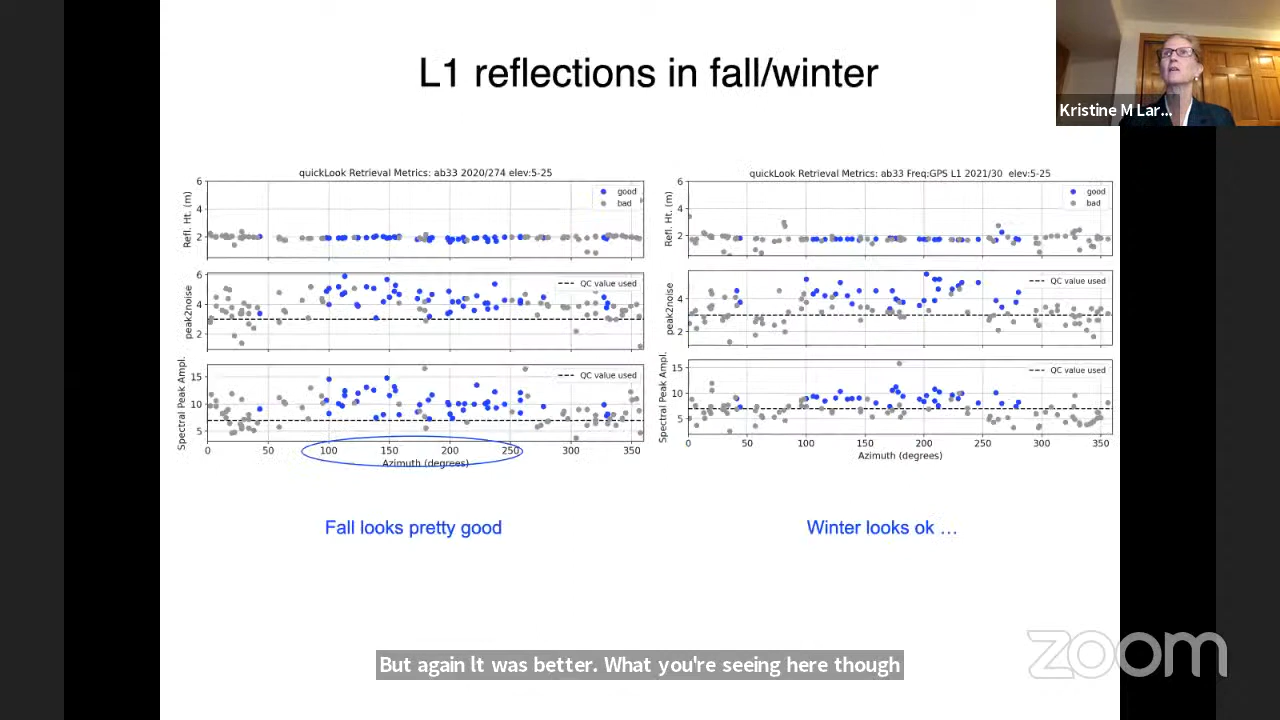 L1 reflections in fall/winter
Kristine M Lar...
quickLook Retrieval Metrics: ab33 2020/274 elev:5-25
6
4
2
Refl. Ht. (m)
good
bad
6
4
2
peak2noise
QC value used
15
10
5
Spectral Peak Ampl.
QC value used
0 50 100 150 200 250 300 350
Azimuth (degrees)
quickLook Retrieval Metrics: ab33 Freq:GPS L1 2021/30 elev:5-25
6
4
2
Refl. Ht. (m)
good
bad
4
2
peak2noise
QC value used
15
10
5
Spectral Peak Ampl.
QC value used
0 50 100 150 200 250 300 350
Azimuth (degrees)
Fall looks pretty good
Winter looks ok ...
But again It was better. What you're seeing here though
zoom